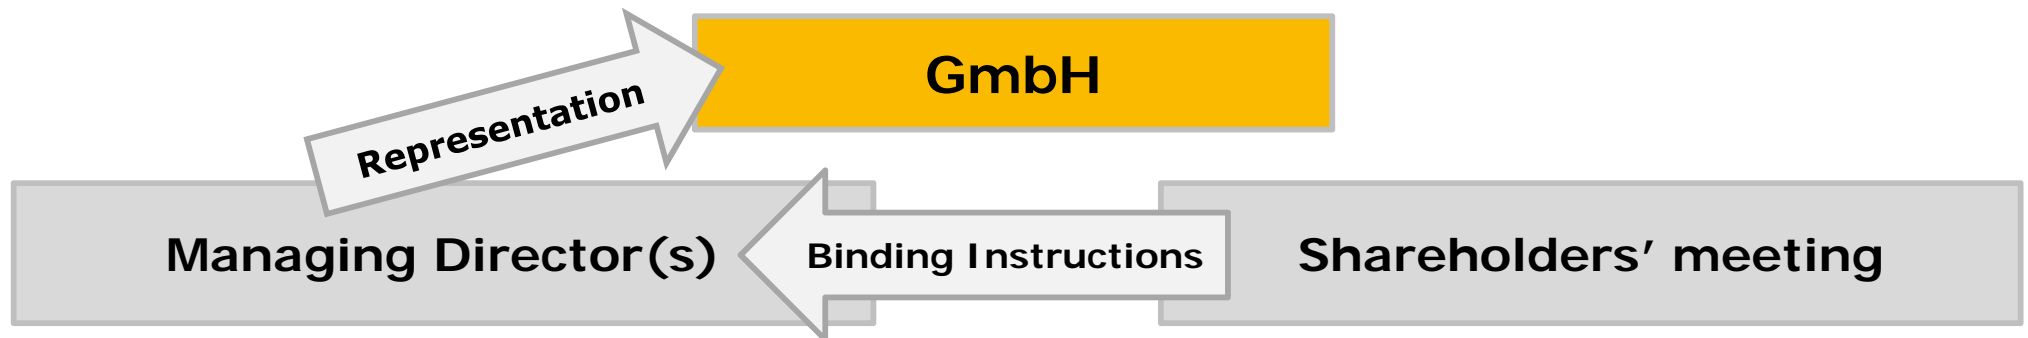 GmbH
Representation
Managing Director(s)
Binding Instructions
Shareholders’ meeting